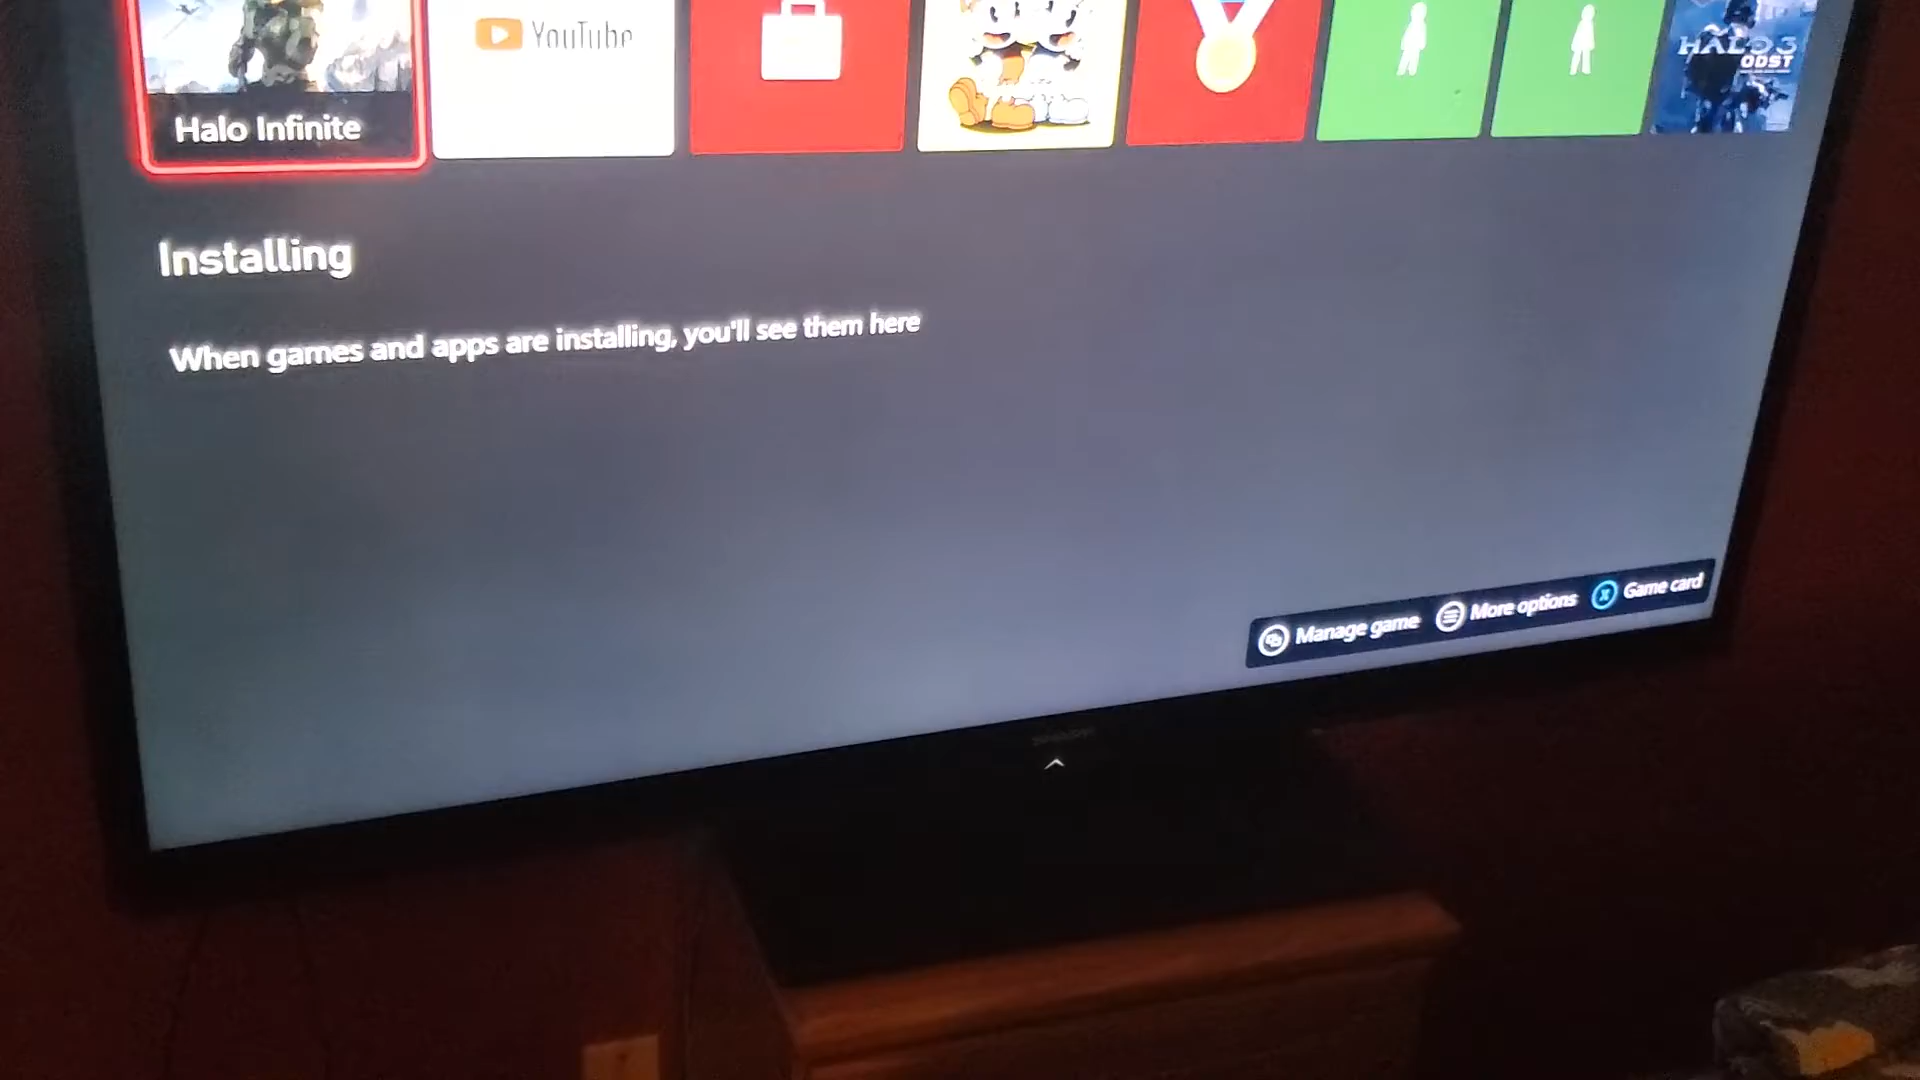 Halo Infinite
YouTube
HALO 3
ODST
Installing
When games and apps are installing, you'll see them here
Manage game
More options
X
Game card